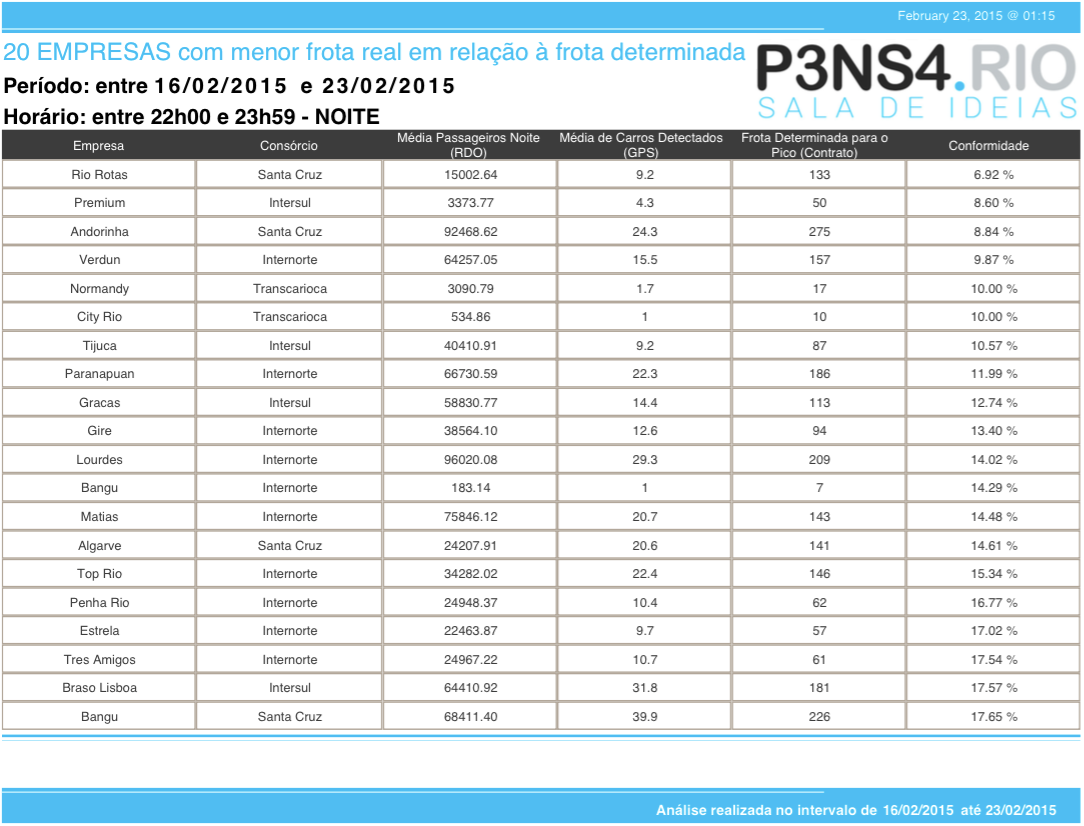 February 23, 2015 @ 01:15
20 EMPRESAS com menor frota real em relação à frota determinada
P3NS4.RIO
SALA DE IDEIAS
Período: entre 16/02/2015 e 23/02/2015
Horário: entre 22h00 e 23h59 - NOITE
Empresa Consórcio Média Passageiros Noite (RDO) Média de Carros Detectados (GPS) Frota Determinada para o Pico (Contrato) Conformidade
Rio Rotas Santa Cruz 15002.64 9.2 133 6.92 %
Premium Intersul 3373.77 4.3 50 8.60 %
Andorinha Santa Cruz 92468.62 24.3 275 8.84 %
Verdun Internorte 64257.05 15.5 157 9.87 %
Normandy Transcarioca 3090.79 1.7 17 10.00 %
City Rio Transcarioca 534.86 1 10 10.00 %
Tijuca Intersul 40410.91 9.2 87 10.57 %
Paranapuan Internorte 66730.59 22.3 186 11.99 %
Gracas Intersul 58830.77 14.4 113 12.74 %
Gire Internorte 38564.10 12.6 94 13.40 %
Lourdes Internorte 96020.08 29.3 209 14.02 %
Bangu Internorte 183.14 1 7 14.29 %
Matias Internorte 75846.12 20.7 143 14.48 %
Algarve Santa Cruz 24207.91 20.6 141 14.61 %
Top Rio Internorte 34282.02 22.4 146 15.34 %
Penha Rio Internorte 24948.37 10.4 62 16.77 %
Estrela Internorte 22463.87 9.7 57 17.02 %
Tres Amigos Internorte 24967.22 10.7 61 17.54 %
Braso Lisboa Intersul 64410.92 31.8 181 17.57 %
Bangu Santa Cruz 68411.40 39.9 226 17.65 %
Análise realizada no intervalo de 16/02/2015 até 23/02/2015